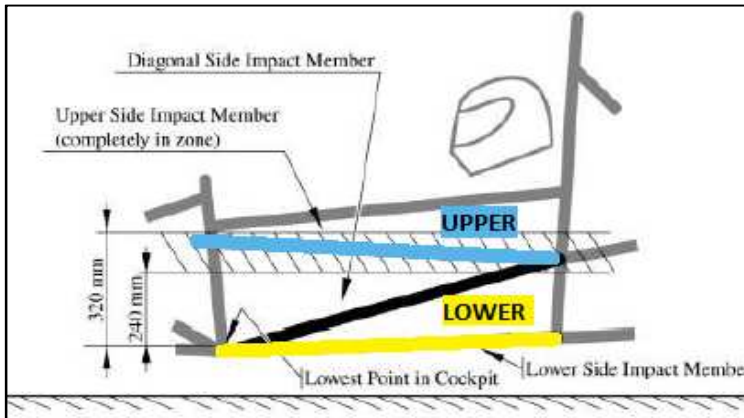 Diagonal Side Impact Member
Upper Side Impact Member
(completely in zone)
UPPER
320 mm
240 mm
LOWER
Lowest Point in Cockpit
Lower Side Impact Membe